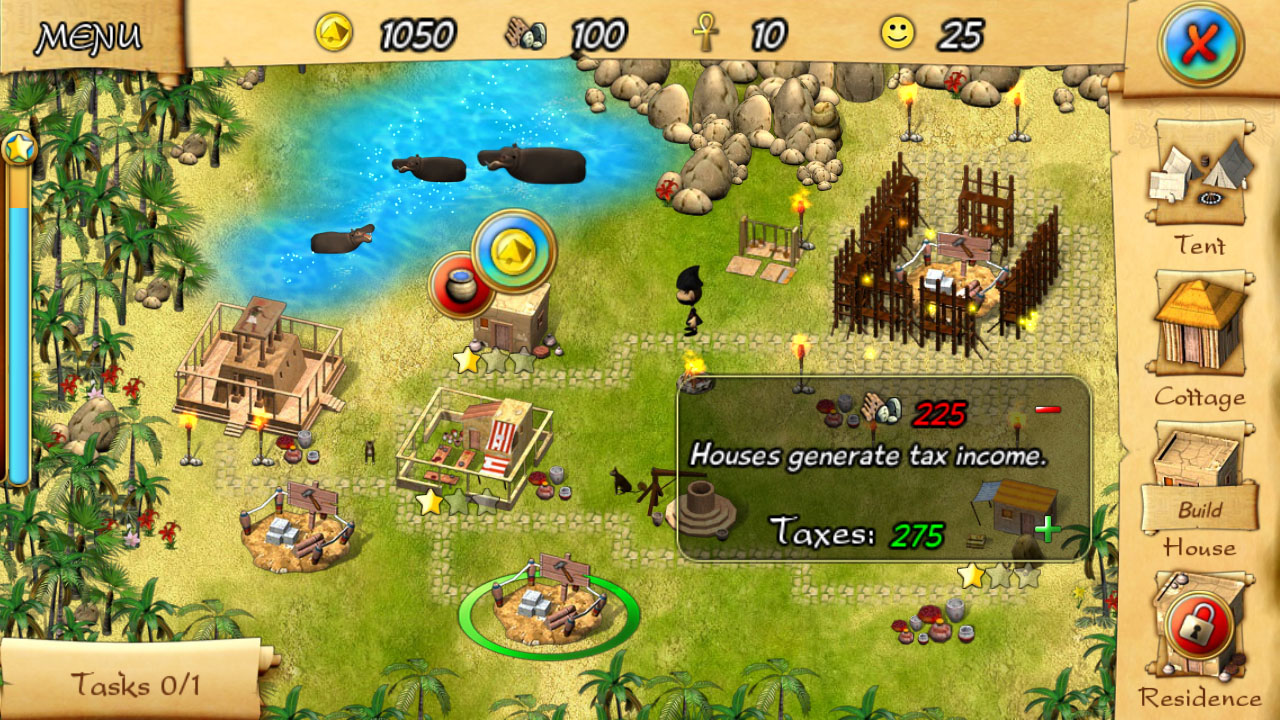 MENU
1050
100
10
25
Tent
Cottage
225
Houses generate tax income.
Taxes: 275
Build
House
Tasks 0/1
Residence